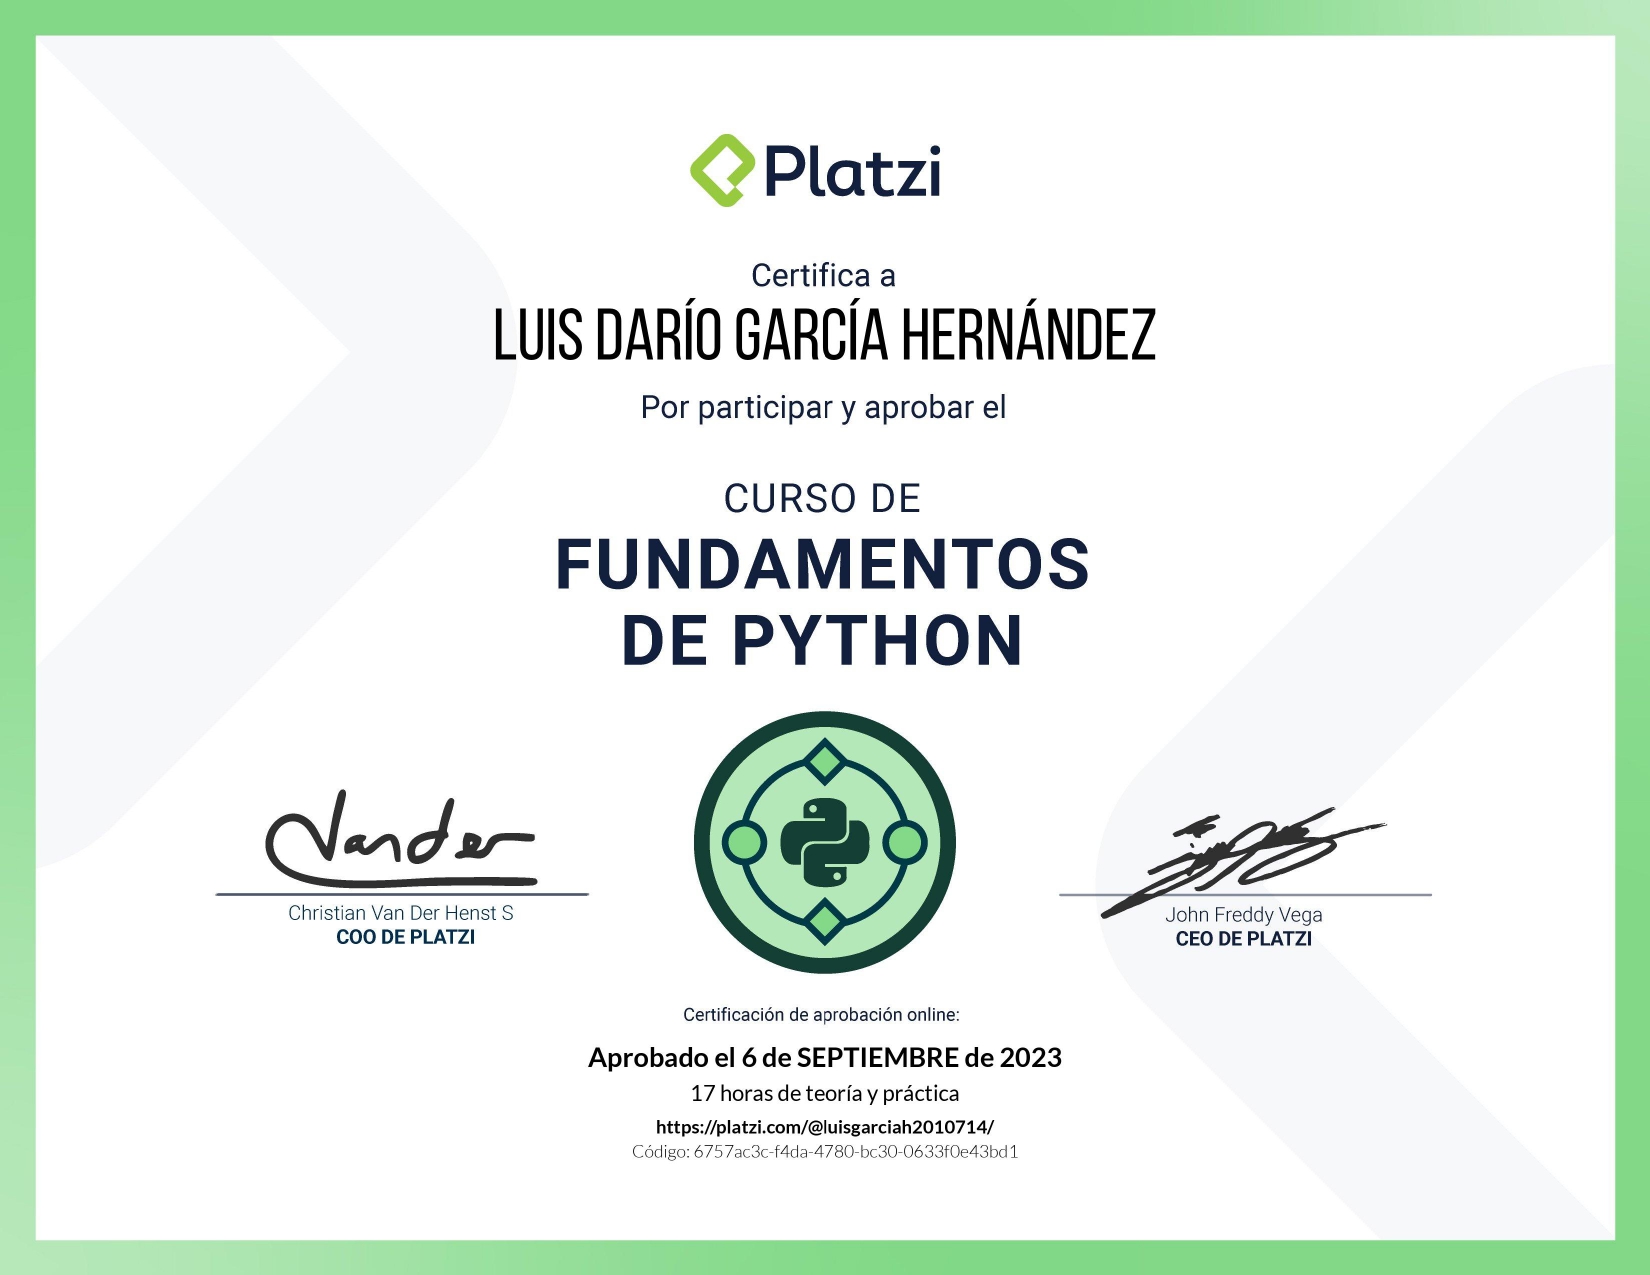 Platzi
Certifica a
LUIS DARÍO GARCÍA HERNÁNDEZ
Por participar y aprobar el
CURSO DE
FUNDAMENTOS
DE PYTHON
Vander
Christian Van Der Henst S
COO DE PLATZI
John Freddy Vega
CEO DE PLATZI
Certificación de aprobación online:
Aprobado el 6 de SEPTIEMBRE de 2023
17 horas de teoría y práctica
https://platzi.com/@luisgarciah2010714/
Código: 6757ac3c-f4da-4780-bc30-0633f0e43bd1